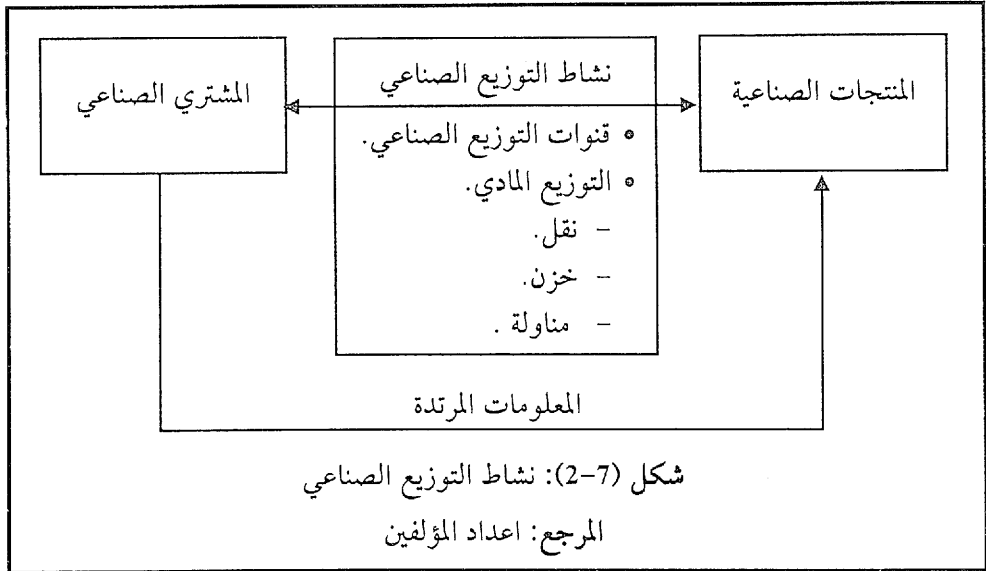 المنتجات الصناعية
نشاط التوزيع الصناعي
• قنوات التوزيع الصناعي.
• التوزيع المادي.
– نقل.
– خزن.
– مناولة .
المشتري الصناعي
المعلومات المرتدة
شكل (7–2): نشاط التوزيع الصناعي
المرجع: اعداد المؤلفين